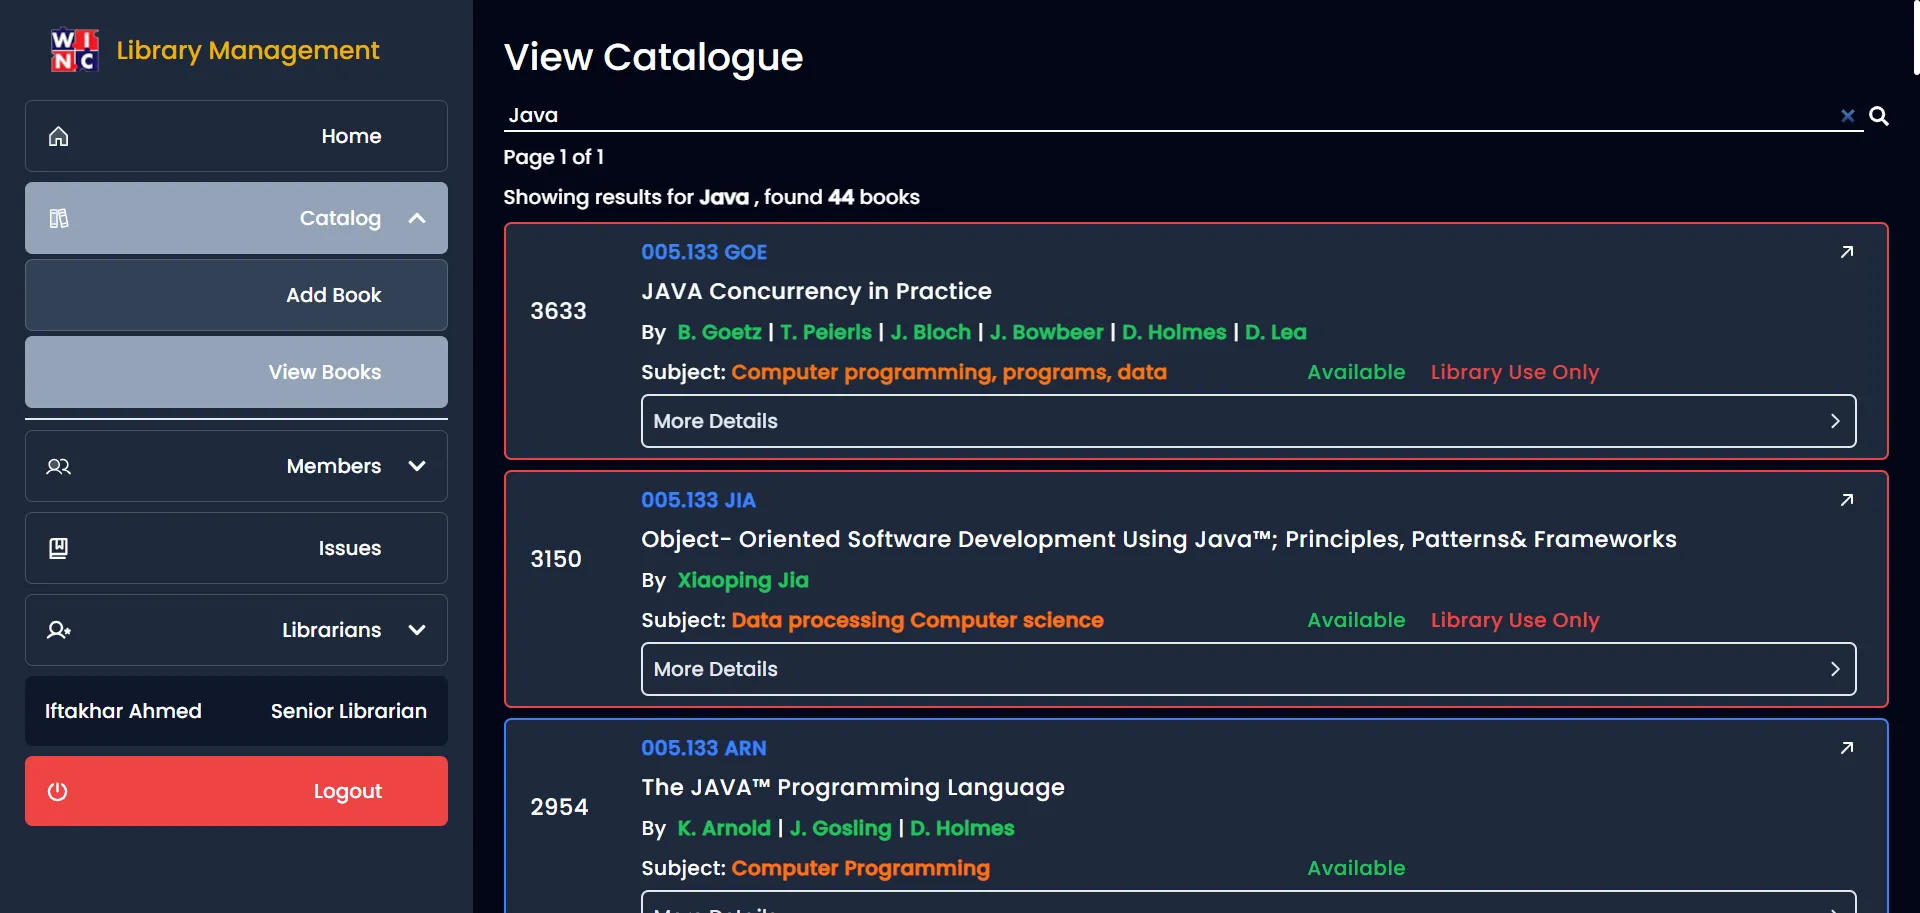 W I N C
Library Management
Home
Catalog
Add Book
View Books
Members
Issues
Librarians
Iftakhar Ahmed Senior Librarian
Logout
View Catalogue
Java
Page 1 of 1
Showing results for Java , found 44 books
3633
005.133 GOE
JAVA Concurrency in Practice
By B. Goetz | T. Peierls | J. Bloch | J. Bowbeer | D. Holmes | D. Lea
Subject: Computer programming, programs, data Available Library Use Only
More Details
3150
005.133 JIA
Object- Oriented Software Development Using Java™; Principles, Patterns& Frameworks
By Xiaoping Jia
Subject: Data processing Computer science Available Library Use Only
More Details
2954
005.133 ARN
The JAVA™ Programming Language
By K. Arnold | J. Gosling | D. Holmes
Subject: Computer Programming Available
More Details